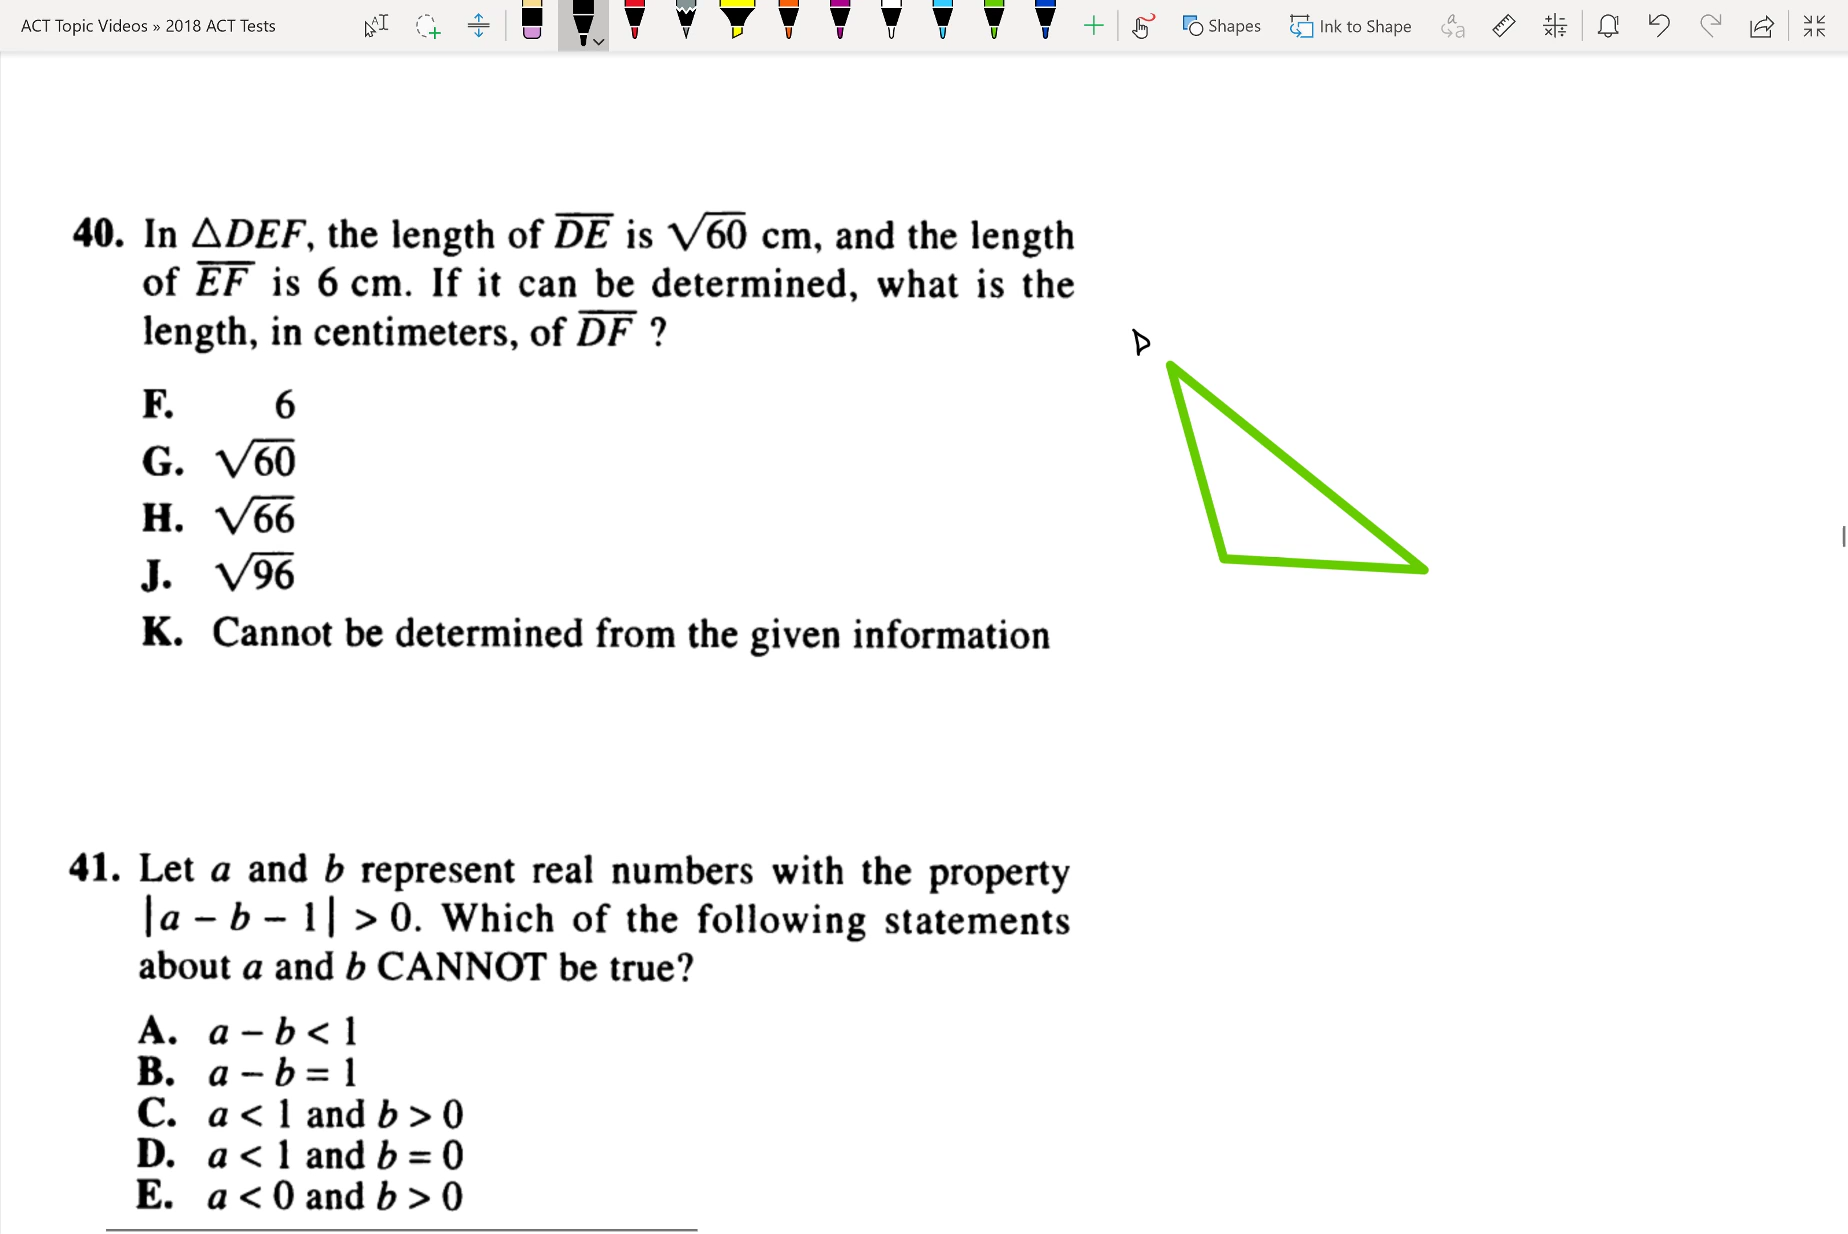 ACT Topic Videos » 2018 ACT Tests
Shapes
Ink to Shape
40. In △DEF, the length of D̅E̅ is √60 cm, and the length
of E̅F̅ is 6 cm. If it can be determined, what is the
length, in centimeters, of D̅F̅ ?
F. 6
G. √60
H. √66
J. √96
K. Cannot be determined from the given information
D
41. Let a and b represent real numbers with the property
|a − b − 1| > 0. Which of the following statements
about a and b CANNOT be true?
A. a − b < 1
B. a − b = 1
C. a < 1 and b > 0
D. a < 1 and b = 0
E. a < 0 and b > 0